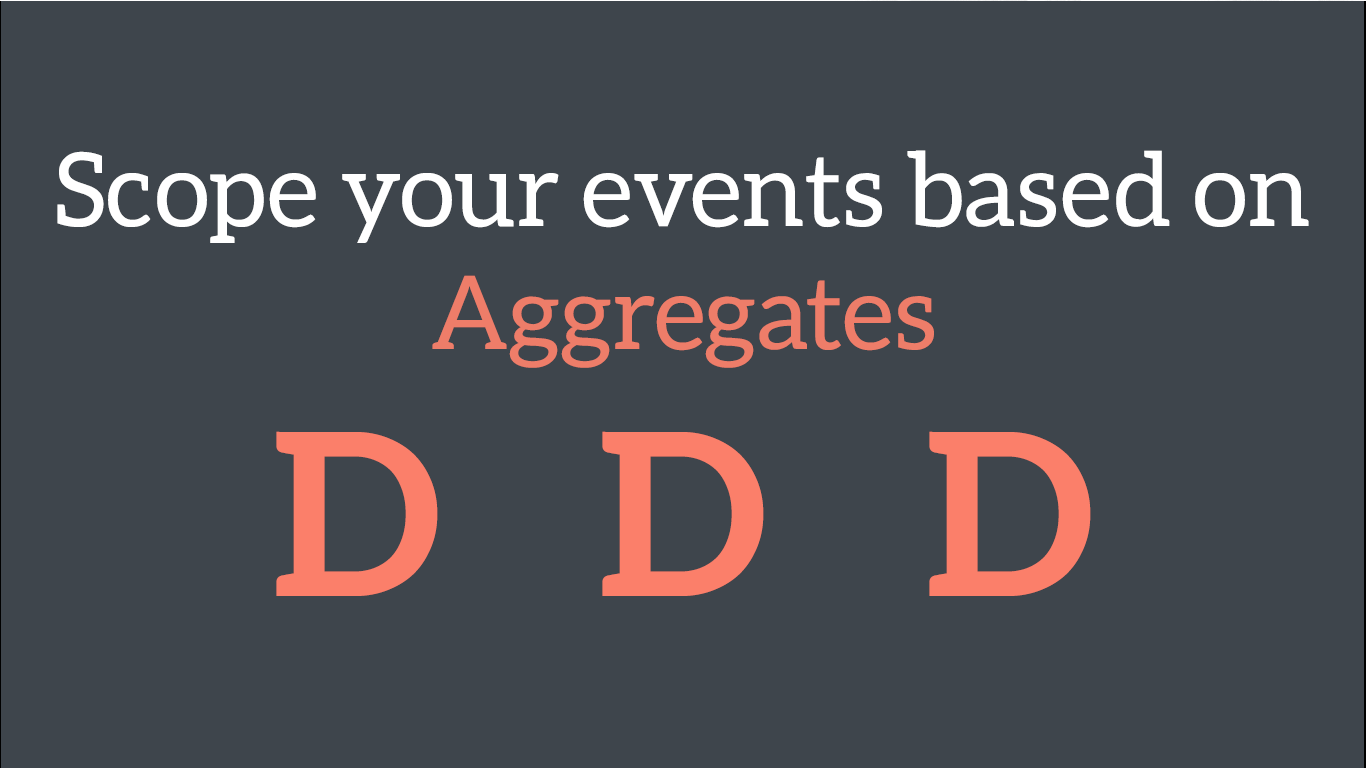 Scope your events based on
Aggregates
D D D